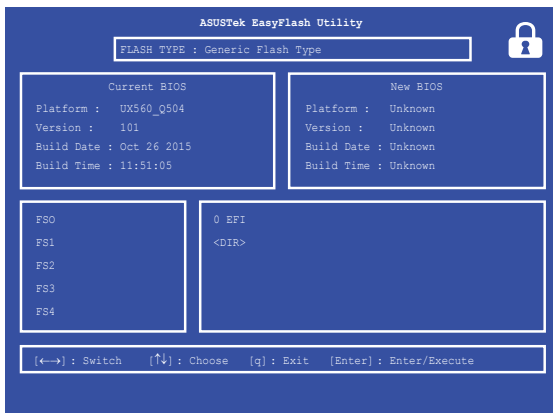 ASUSTek EasyFlash Utility
FLASH TYPE : Generic Flash Type
Current BIOS
Platform : UX560_Q504
Version : 101
Build Date : Oct 26 2015
Build Time : 11:51:05
New BIOS
Platform : Unknown
Version : Unknown
Build Date : Unknown
Build Time : Unknown
FS0
FS1
FS2
FS3
FS4
0 EFI
<DIR>
[←→] : Switch [↑↓] : Choose [q] : Exit [Enter] : Enter/Execute